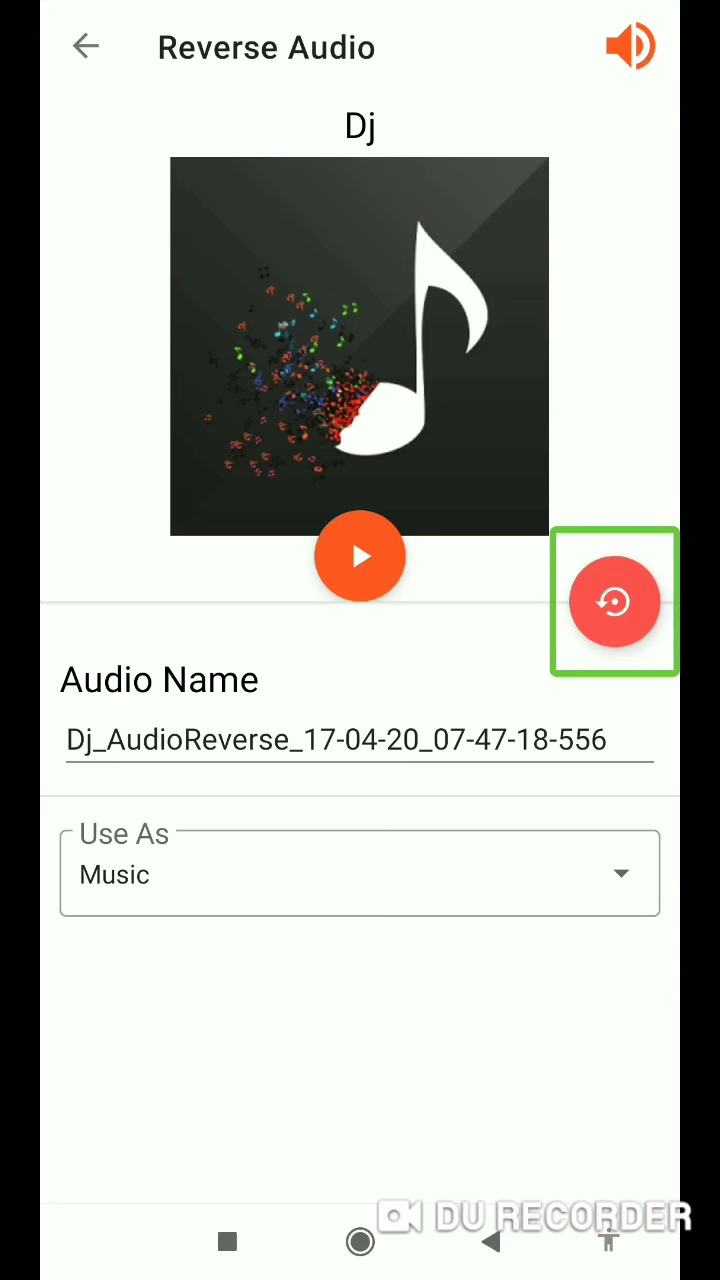 Reverse Audio
Dj
Audio Name
Dj_AudioReverse_17-04-20_07-47-18-556
Use As
Music
DU RECORDER